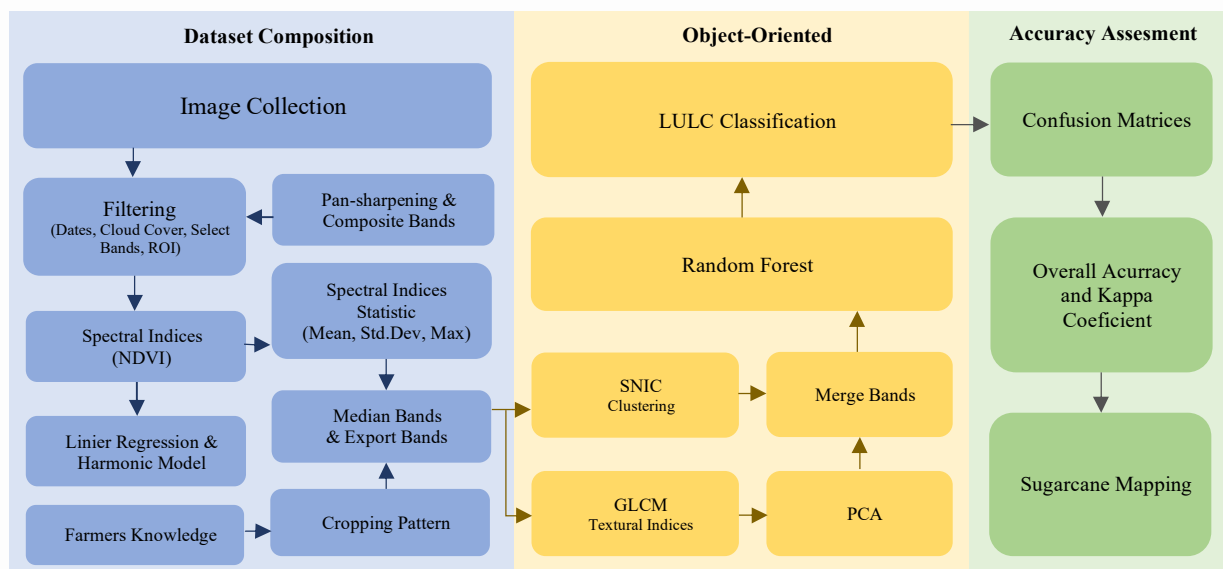 Dataset Composition
Image Collection
Filtering
(Dates, Cloud Cover, Select
Bands, ROI)
Pan-sharpening &
Composite Bands
Spectral Indices
(NDVI)
Spectral Indices
Statistic
(Mean, Std.Dev, Max)
Linier Regression &
Harmonic Model
Median Bands
& Export Bands
Farmers Knowledge
Cropping Pattern
Object-Oriented
LULC Classification
Random Forest
SNIC
Clustering
Merge Bands
GLCM
Textural Indices
PCA
Accuracy Assesment
Confusion Matrices
Overall Acurracy
and Kappa
Coeficient
Sugarcane Mapping